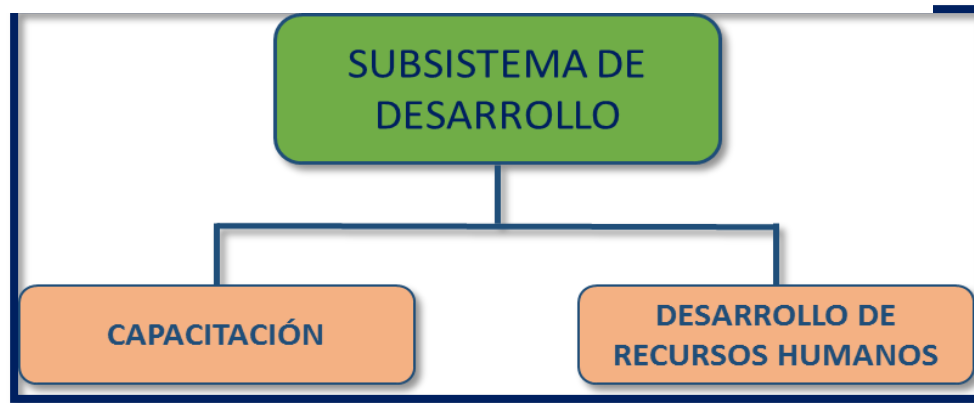 SUBSISTEMA DE
DESARROLLO
CAPACITACIÓN
DESARROLLO DE
RECURSOS HUMANOS